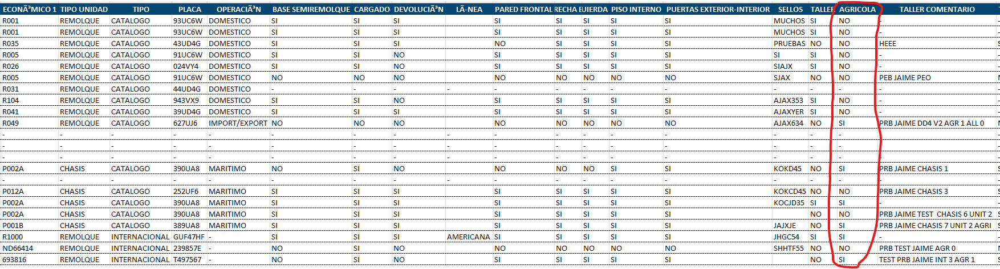 ECONÃ³MICO 1 TIPO UNIDAD TIPO PLACA OPERACIÃ³N BASE SEMIREMOLQUE CARGADO DEVOLUCIÃ³N LÃ­NEA PARED FRONTAL RECHA E UIERDA PISO INTERNO PUERTAS EXTERIOR-INTERIOR SELLOS TALLER AGRICOLA TALLER COMENTARIO
R001 REMOLQUE CATALOGO 93UC6W DOMESTICO SI SI SI SI SI SI SI SI MUCHOS SI NO - -
R001 REMOLQUE CATALOGO 93UC6W DOMESTICO SI SI SI SI SI SI SI SI MUCHOS SI NO - -
R035 REMOLQUE CATALOGO 43UD4G DOMESTICO SI SI SI NO SI SI SI SI PRUEBAS NO NO HEEE S
R005 REMOLQUE CATALOGO 91UC6W DOMESTICO SI SI NO SI SI SI SI SI SI SI NO - -
R026 REMOLQUE CATALOGO 024VY4 DOMESTICO SI SI NO SI SI SI SI SI SIAJX SI NO - -
R005 REMOLQUE CATALOGO 91UC6W DOMESTICO NO NO NO NO NO NO NO NO SJAX NO NO PEB JAIME PEO S
R031 REMOLQUE CATALOGO 44UD4G DOMESTICO - - - - - - - - - - - - - -
R104 REMOLQUE CATALOGO 943VX9 DOMESTICO SI SI NO SI SI SI SI SI AJAX353 SI NO - -
R041 REMOLQUE CATALOGO 39UD4G DOMESTICO SI SI SI SI SI SI SI SI AJAXYER SI NO - -
R049 REMOLQUE CATALOGO 627UJ6 IMPORT/EXPORT NO NO NO NO NO NO NO NO AJAX634 NO SI PRB JAIME DD4 V2 AGR 1 ALL 0 N
- - - - - - - - - - - - - - - - - - -
- - - - - - - - - - - - - - - - - - -
- - - - - - - - - - - - - - - - - - -
P002A CHASIS CATALOGO 390UA8 MARITIMO NO SI NO NO NO NO SI SI KOKD45 NO SI PRB JAIME CHASIS 1 S
- - - - - - - - - - - - - - - - - - -
P012A CHASIS CATALOGO 252UF6 MARITIMO SI SI SI SI SI SI SI SI KOKCD45 NO NO PRB JAIME CHASIS 3 S
P002A CHASIS CATALOGO 390UA8 MARITIMO SI SI SI SI SI SI SI SI KOCJD35 SI SI - -
P002A CHASIS CATALOGO 390UA8 MARITIMO SI SI SI SI SI SI SI SI NO NO PRB JAIME TEST CHASIS 6 UNIT 2 S
P001B CHASIS CATALOGO 389UA8 MARITIMO SI SI SI SI SI SI SI SI JAJXJE NO SI PRB JAIME CHASIS 7 UNIT 2 AGRI S
R1000 REMOLQUE INTERNACIONAL GUF47HF - SI SI SI AMERICANA SI SI SI SI SI JHGC54 SI SI - -
ND66414 REMOLQUE INTERNACIONAL 239857E - NO SI NO NO NO NO NO NO SHHTF55 NO NO PRB TEST JAIME AGR 0 N
693816 REMOLQUE INTERNACIONAL T497567 - SI SI NO SI SI SI SI SI NO SI TEST PRB JAIME INT 3 AGR 1 S